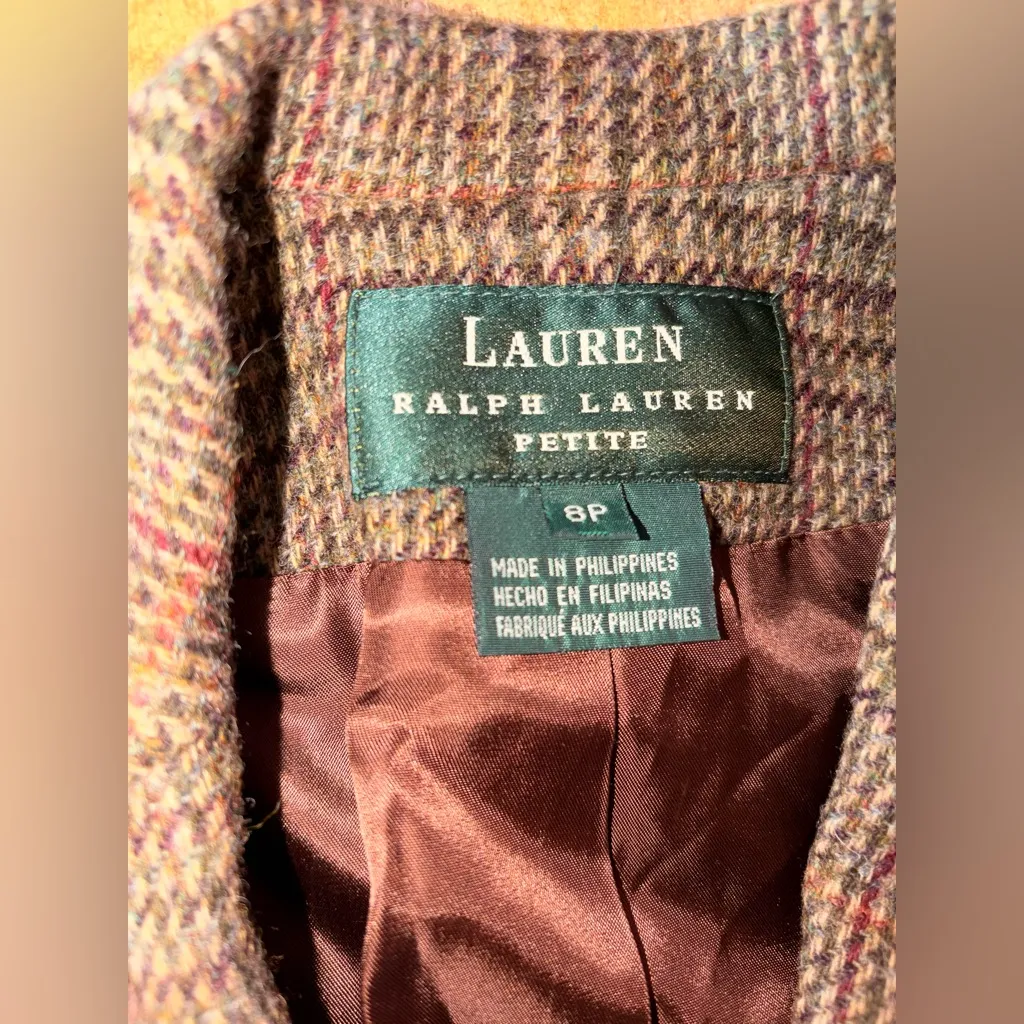 LAUREN
RALPH LAUREN
PETITE
8P
MADE IN PHILIPPINES
HECHO EN FILIPINAS
FABRIQUÉ AUX PHILIPPINES